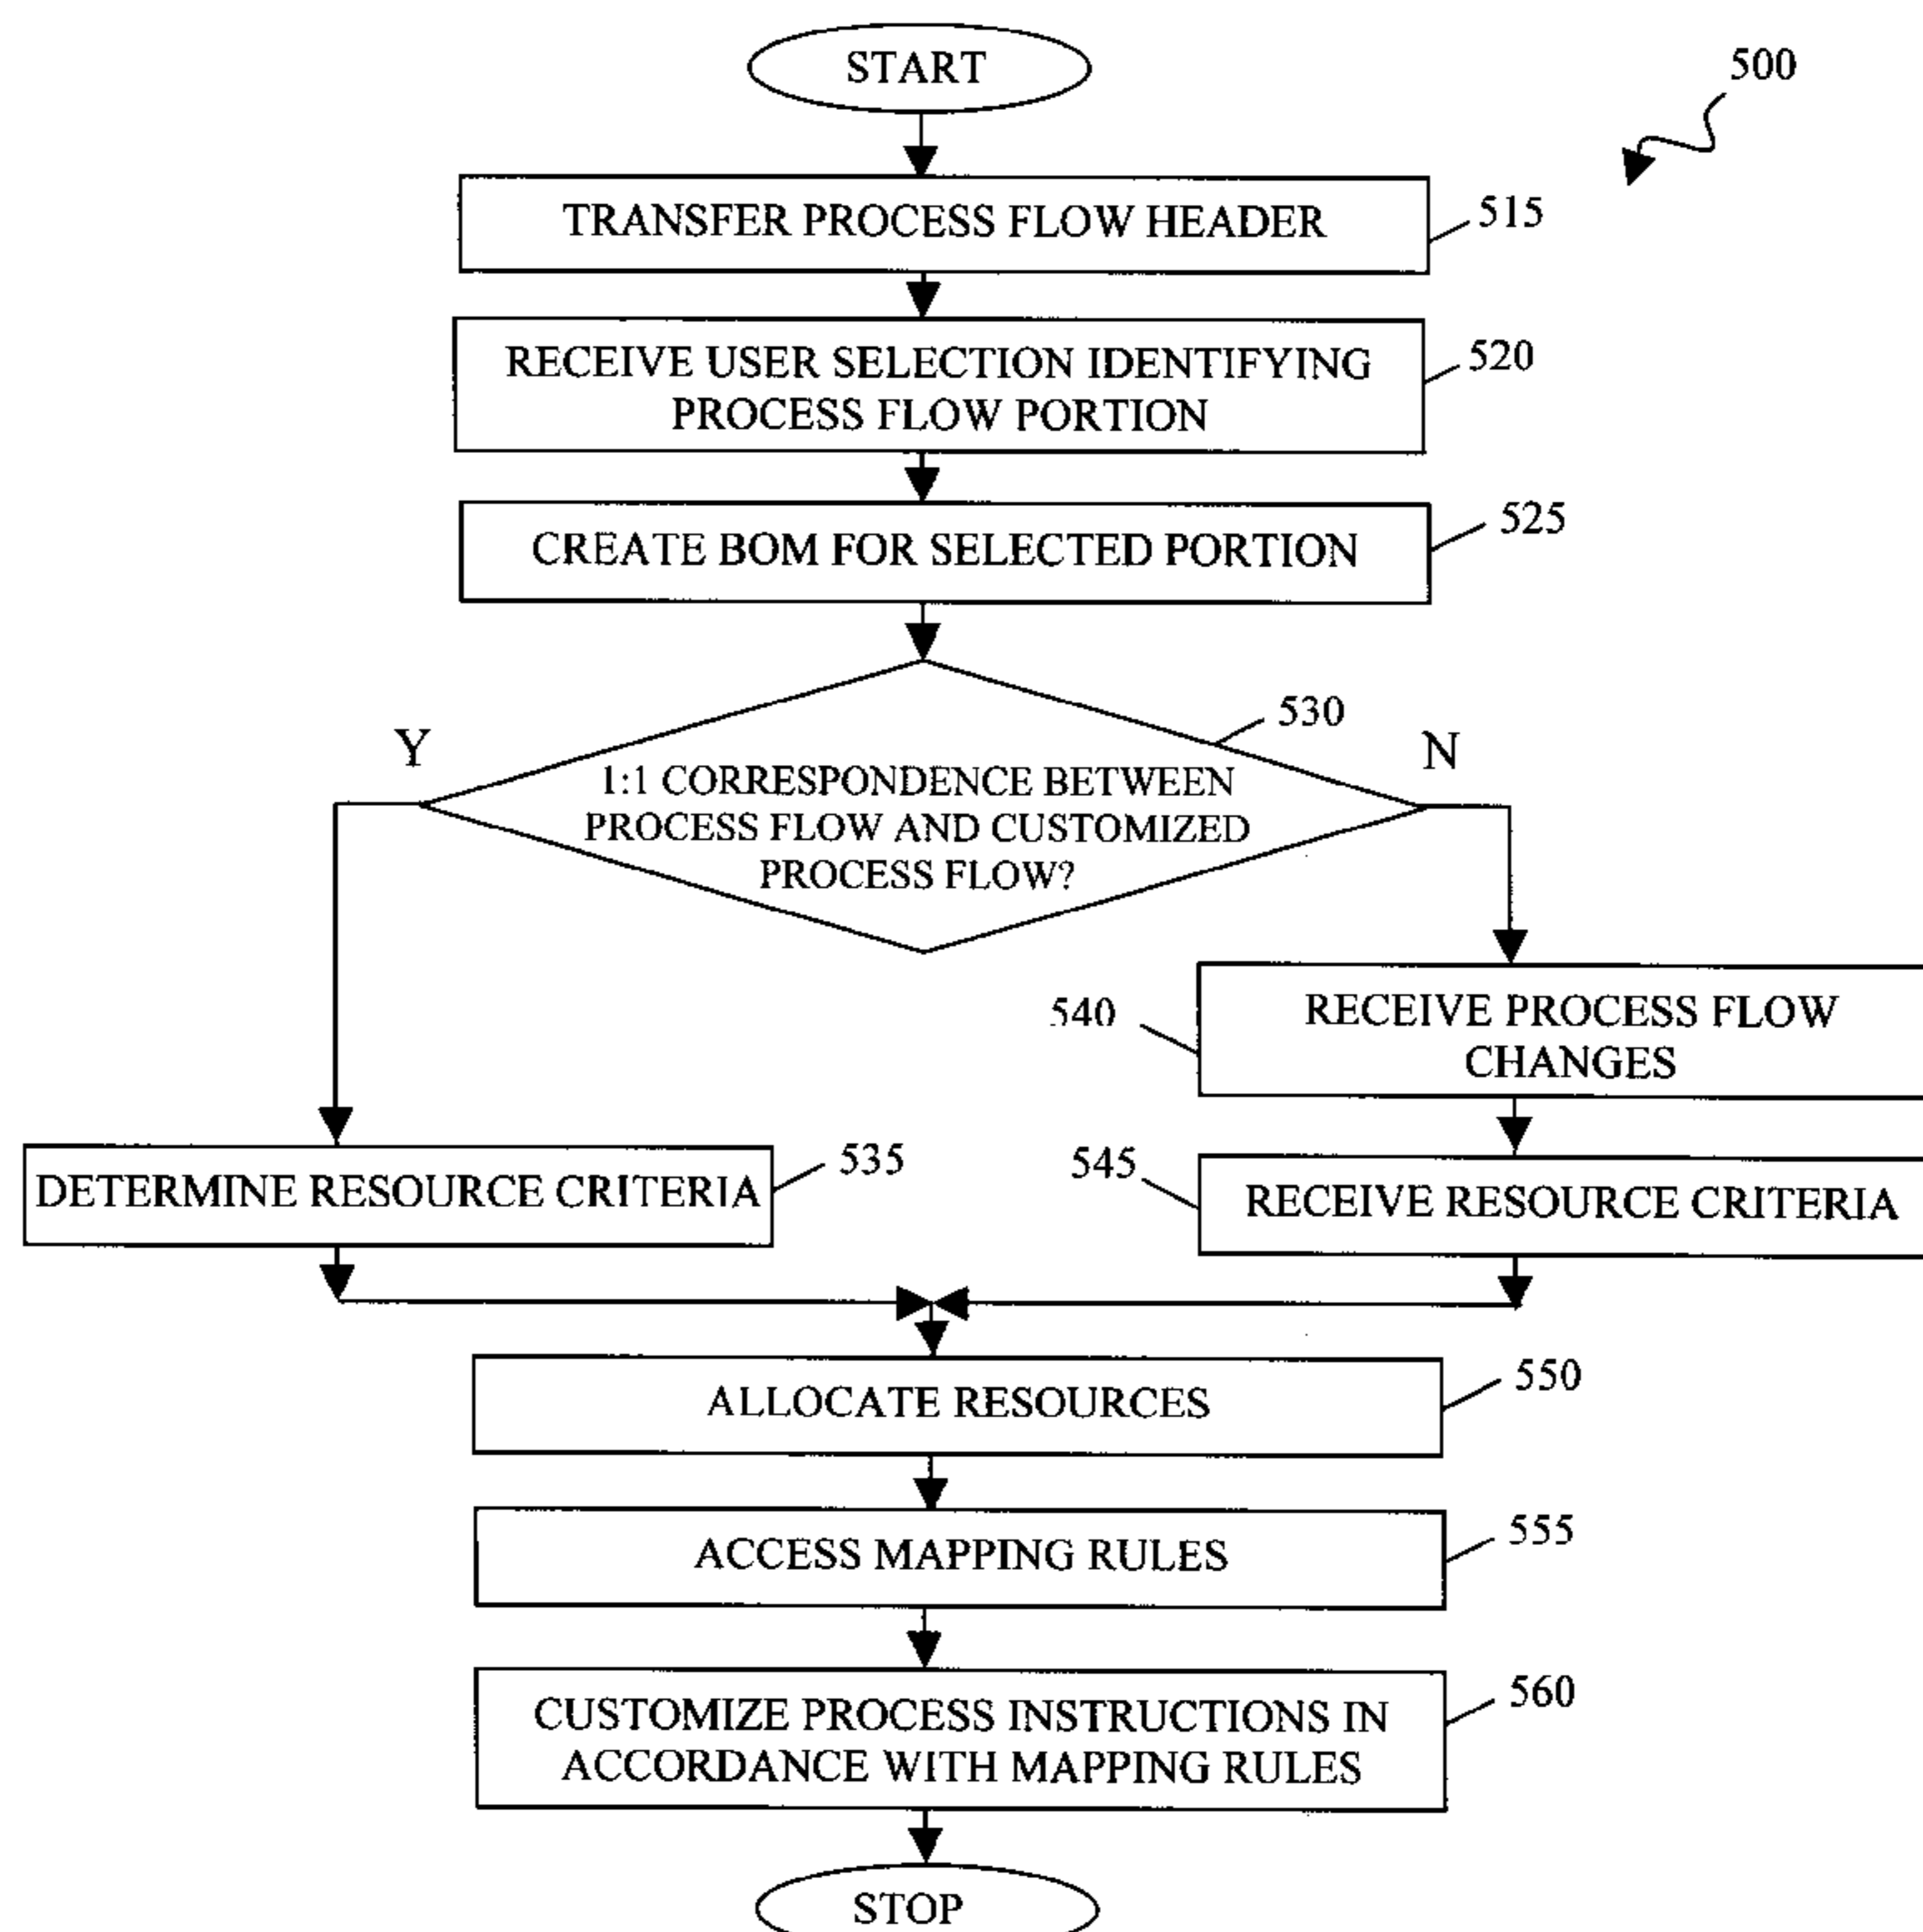 START
500
TRANSFER PROCESS FLOW HEADER
515
RECEIVE USER SELECTION IDENTIFYING
PROCESS FLOW PORTION
520
CREATE BOM FOR SELECTED PORTION
525
530
Y
N
1:1 CORRESPONDENCE BETWEEN
PROCESS FLOW AND CUSTOMIZED
PROCESS FLOW?
540
RECEIVE PROCESS FLOW
CHANGES
DETERMINE RESOURCE CRITERIA
535
545
RECEIVE RESOURCE CRITERIA
ALLOCATE RESOURCES
550
ACCESS MAPPING RULES
555
CUSTOMIZE PROCESS INSTRUCTIONS IN
ACCORDANCE WITH MAPPING RULES
560
STOP